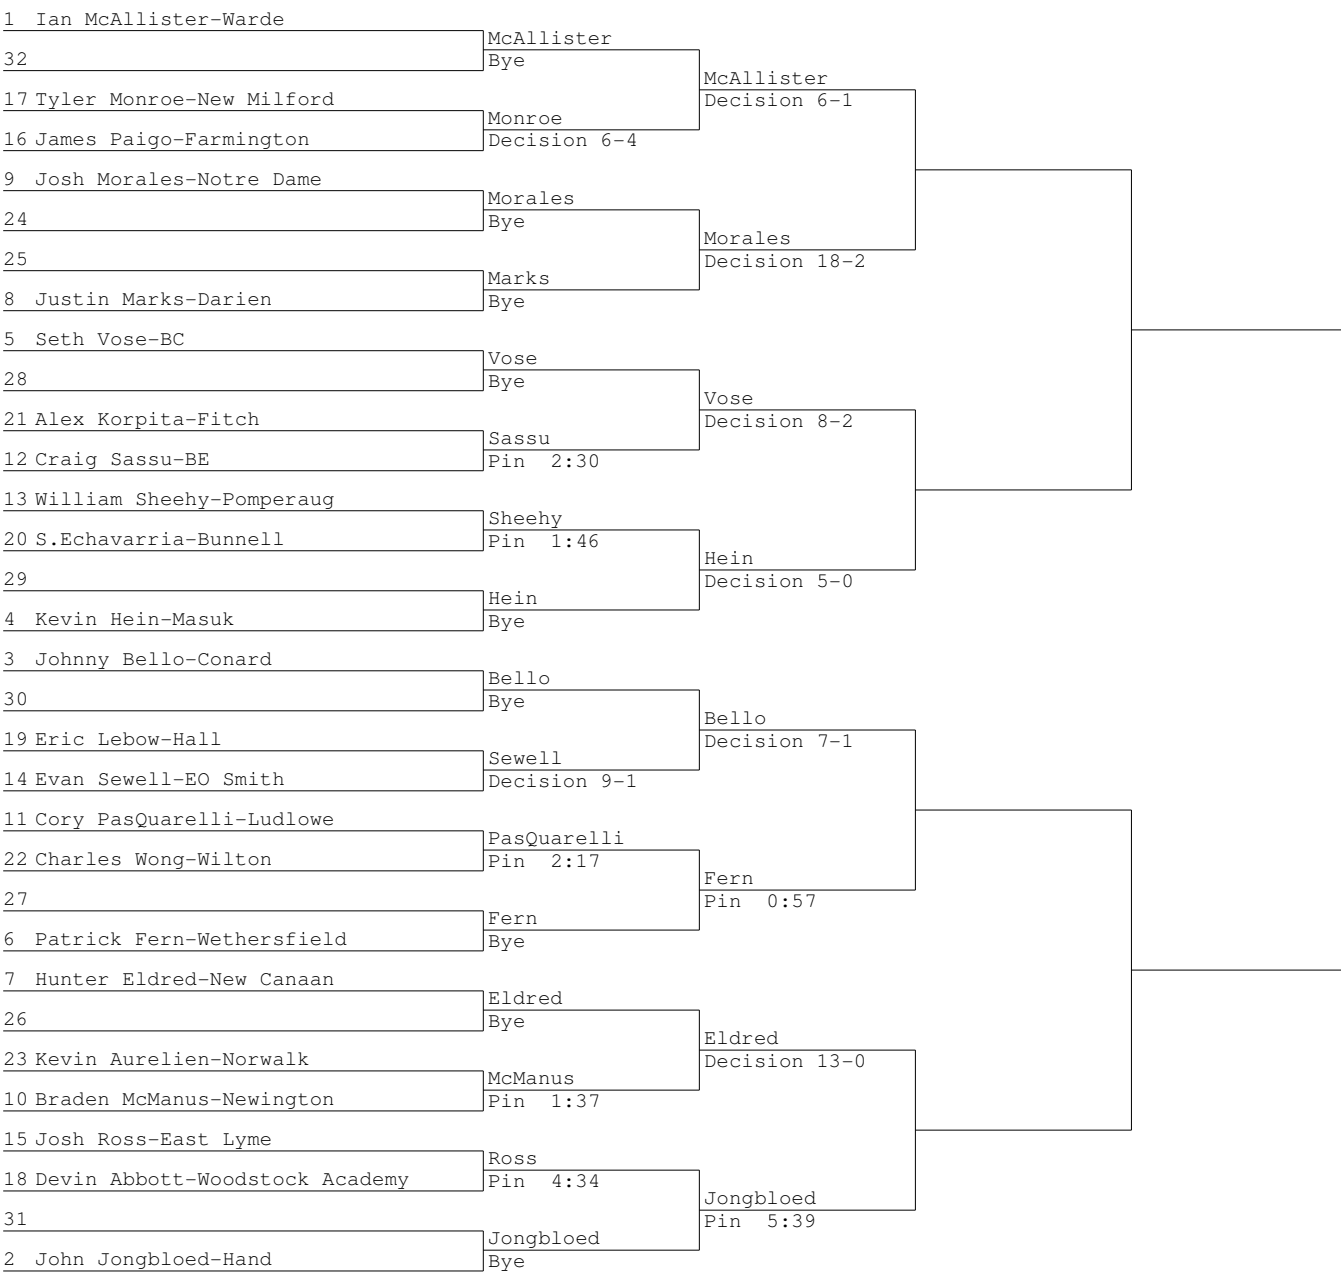 1 Ian McAllister-Warde
McAllister
32
Bye
McAllister
17 Tyler Monroe-New Milford
Decision 6-1
Monroe
16 James Paigo-Farmington
Decision 6-4
9 Josh Morales-Notre Dame
Morales
24
Bye
Morales
25
Decision 18-2
Marks
8 Justin Marks-Darien
Bye
5 Seth Vose-BC
Vose
28
Bye
Vose
21 Alex Korpita-Fitch
Decision 8-2
Sassu
12 Craig Sassu-BE
Pin 2:30
13 William Sheehy-Pomperaug
Sheehy
20 S.Echavarria-Bunnell
Pin 1:46
Hein
29
Decision 5-0
Hein
4 Kevin Hein-Masuk
Bye
3 Johnny Bello-Conard
Bello
30
Bye
Bello
19 Eric Lebow-Hall
Decision 7-1
Sewell
14 Evan Sewell-EO Smith
Decision 9-1
11 Cory PasQuarelli-Ludlowe
PasQuarelli
22 Charles Wong-Wilton
Pin 2:17
Fern
27
Pin 0:57
Fern
6 Patrick Fern-Wethersfield
Bye
7 Hunter Eldred-New Canaan
Eldred
26
Bye
Eldred
23 Kevin Aurelien-Norwalk
Decision 13-0
McManus
10 Braden McManus-Newington
Pin 1:37
15 Josh Ross-East Lyme
Ross
18 Devin Abbott-Woodstock Academy
Pin 4:34
Jongbloed
31
Pin 5:39
Jongbloed
2 John Jongbloed-Hand
Bye